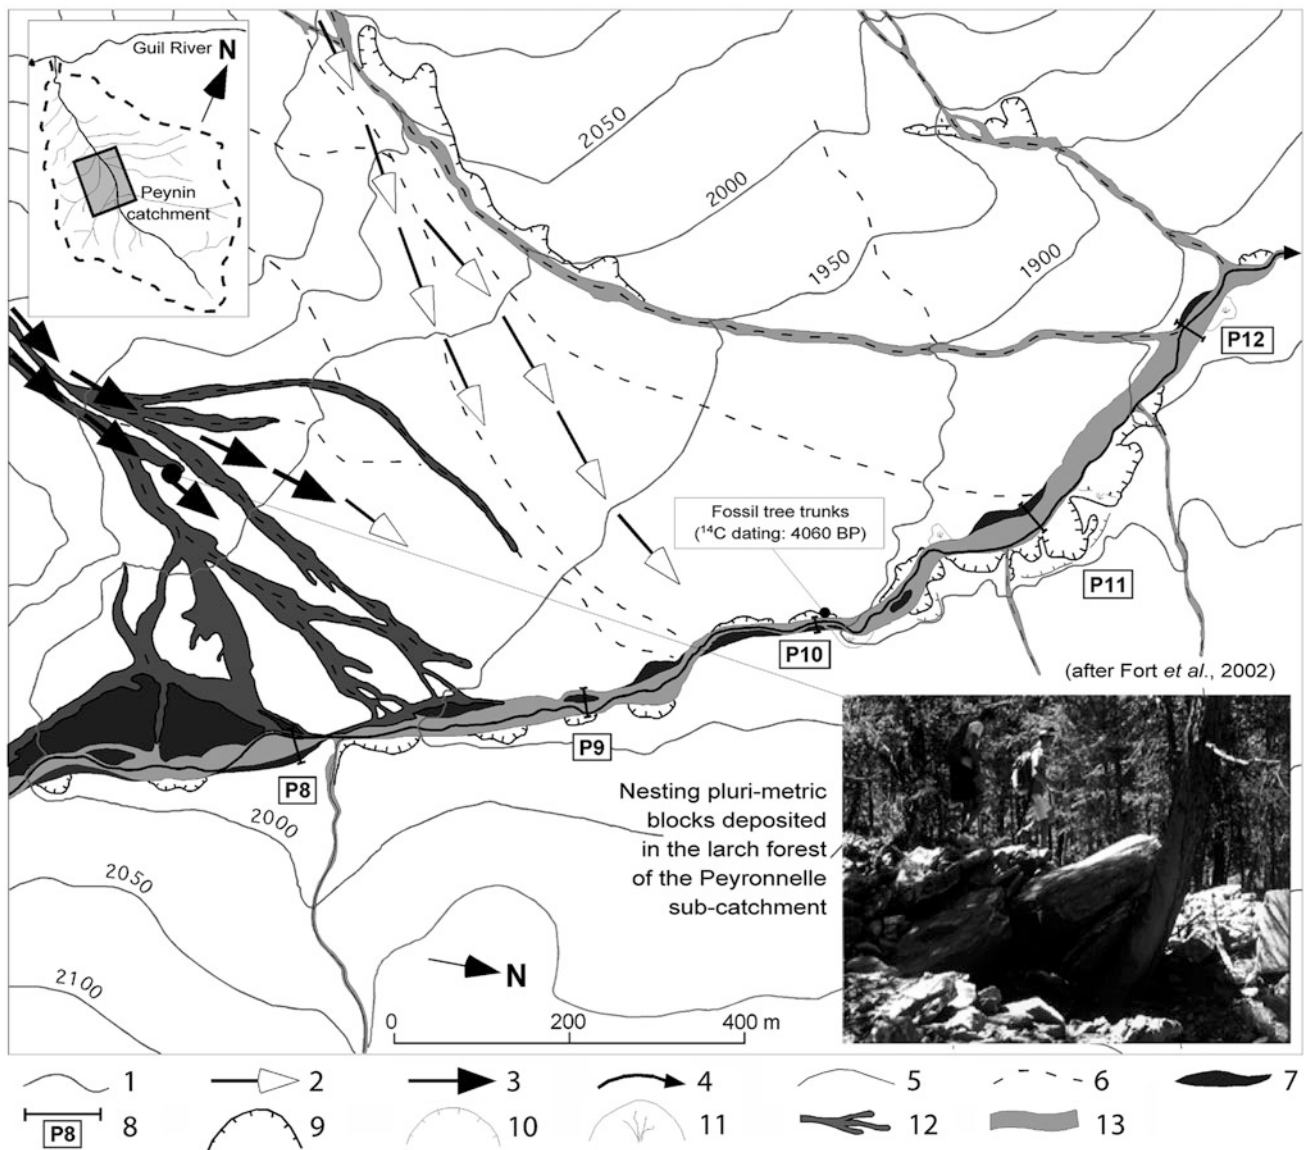 Guil River N
Peynin
catchment
2050
2000
1950
1900
P12
Fossil tree trunks
(14C dating: 4060 BP)
P11
P10
(after Fort et al., 2002)
P9
P8
Nesting pluri-metric
blocks deposited
in the larch forest
of the Peyronnelle
sub-catchment
2000
2050
2100
N
0 200 400 m
1 2 3 4 5 6 7
P8 8 9 10 11 12 13